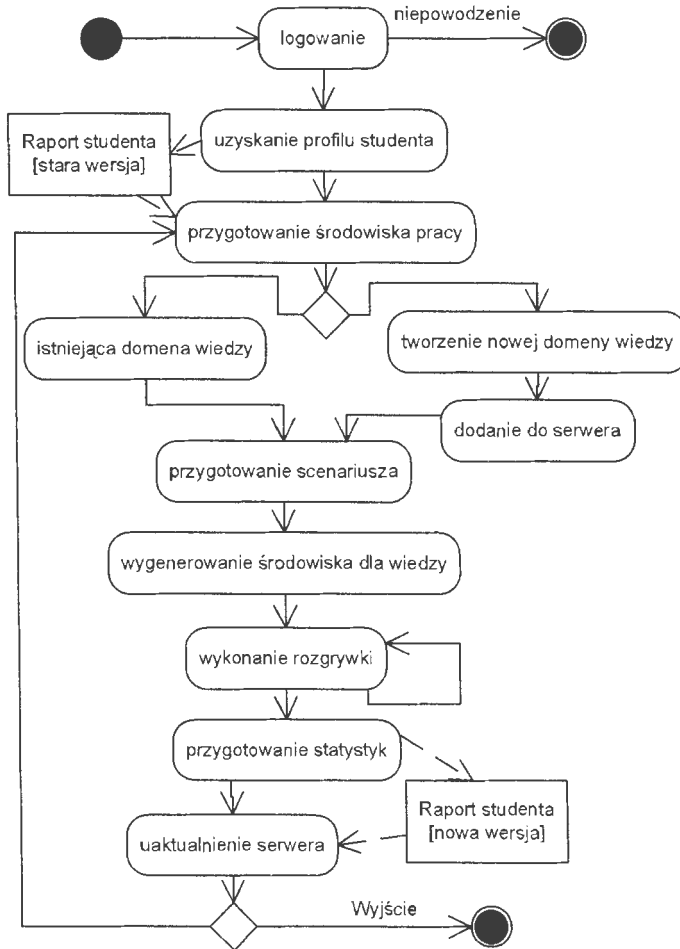 niepowodzenie
logowanie
Raport studenta
[stara wersja]
uzyskanie profilu studenta
przygotowanie środowiska pracy
istniejąca domena wiedzy
tworzenie nowej domeny wiedzy
dodanie do serwera
przygotowanie scenariusza
wygenerowanie środowiska dla wiedzy
wykonanie rozgrywki
przygotowanie statystyk
Raport studenta
[nowa wersja]
uaktualnienie serwera
Wyjście